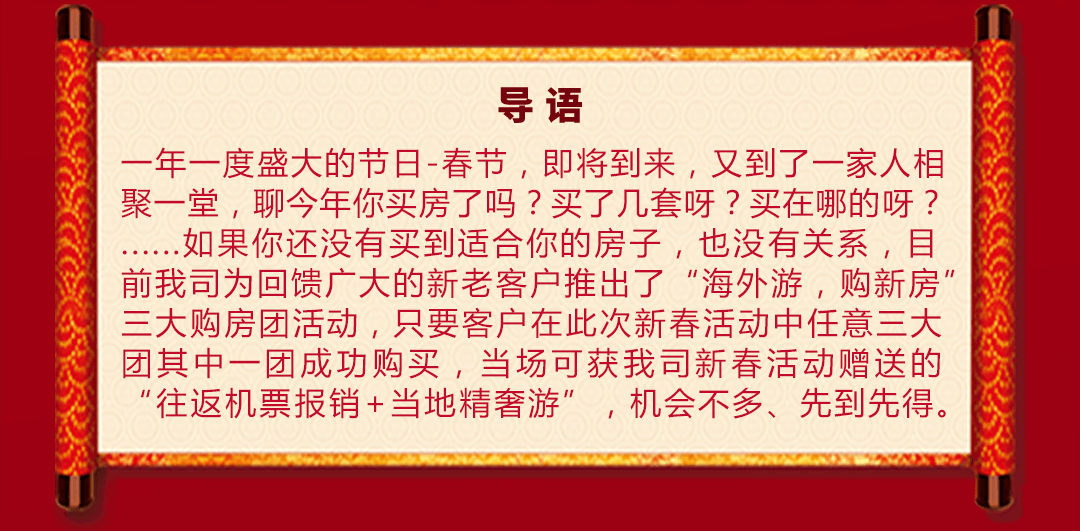 导语
一年一度盛大的节日-春节，即将到来，又到了一家人相
聚一堂，聊今年你买房了吗？买了几套呀？买在哪的呀？
......如果你还没有买到适合你的房子，也没有关系，目
前我司为回馈广大的新老客户推出了“海外游，购新房”
三大购房团活动，只要客户在此次新春活动中任意三大
团其中一团成功购买，当场可获我司新春活动赠送的
“往返机票报销+当地精奢游”，机会不多、先到先得。